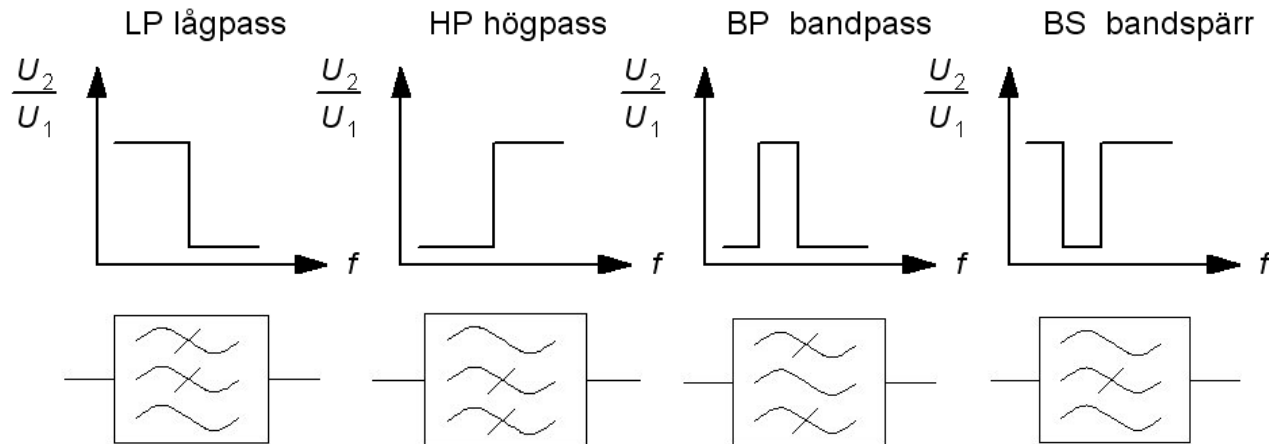 LP lågpass
HP högpass
BP bandpass
BS bandspärr
U2
U1
f
U2
U1
f
U2
U1
f
U2
U1
f